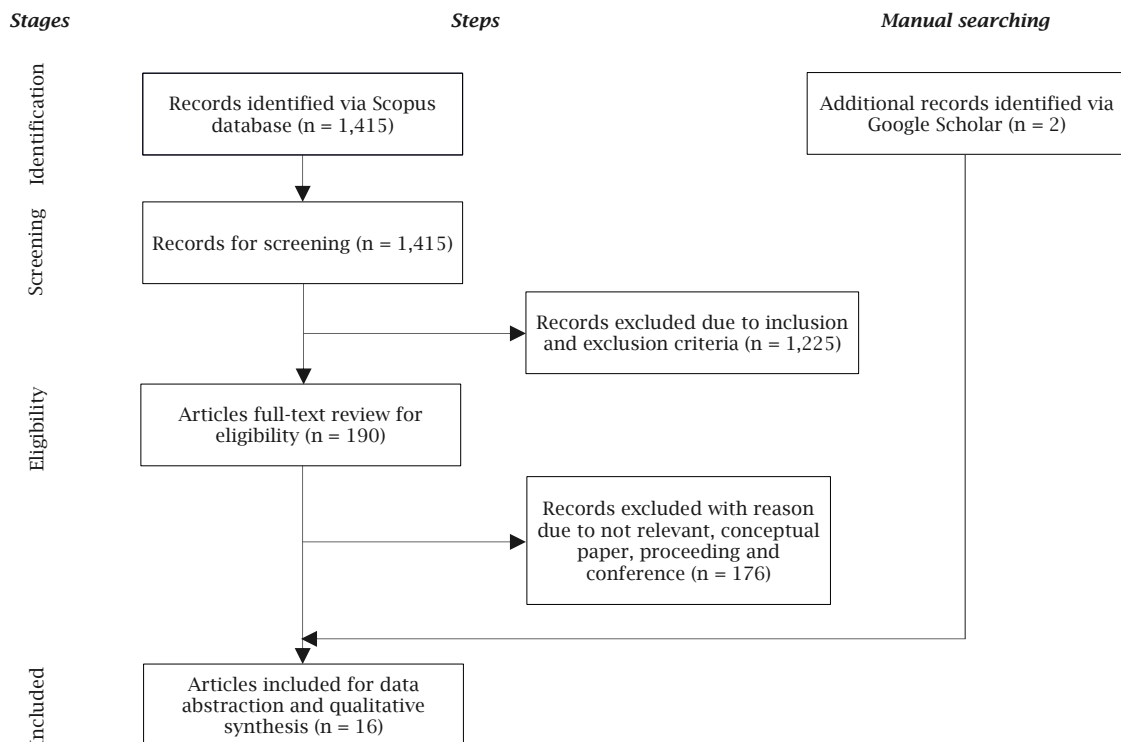 Stages Steps Manual searching
Identification
Records identified via Scopus
database (n = 1,415)
Additional records identified via
Google Scholar (n = 2)
Screening
Records for screening (n = 1,415)
Records excluded due to inclusion
and exclusion criteria (n = 1,225)
Eligibility
Articles full-text review for
eligibility (n = 190)
Records excluded with reason
due to not relevant, conceptual
paper, proceeding and
conference (n = 176)
Included
Articles included for data
abstraction and qualitative
synthesis (n = 16)